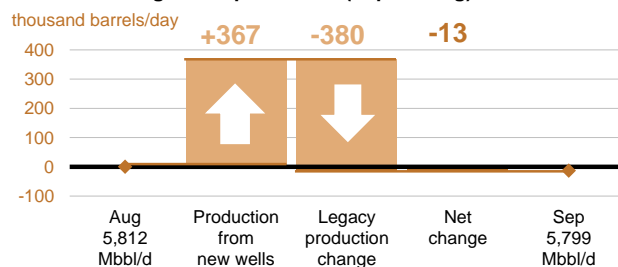 thousand barrels/day
+367 -380 -13
400
300
200
100
0
-100
Aug
5,812
Mbbl/d
Production
from
new wells
Legacy
production
change
Net
change
Sep
5,799
Mbbl/d